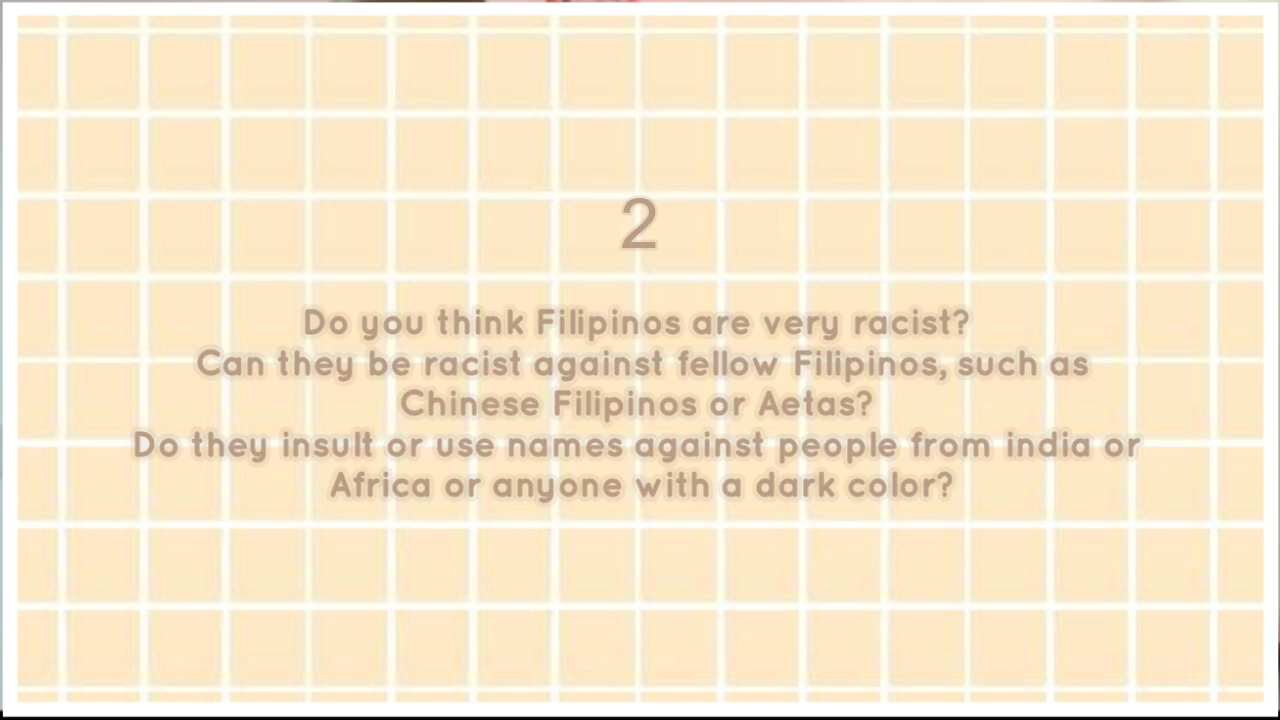 2
Do you think Filipinos are very racist?
Can they be racist against fellow Filipinos, such as
Chinese Filipinos or Aetas?
Do they insult or use names against people from india or
Africa or anyone with a dark color?